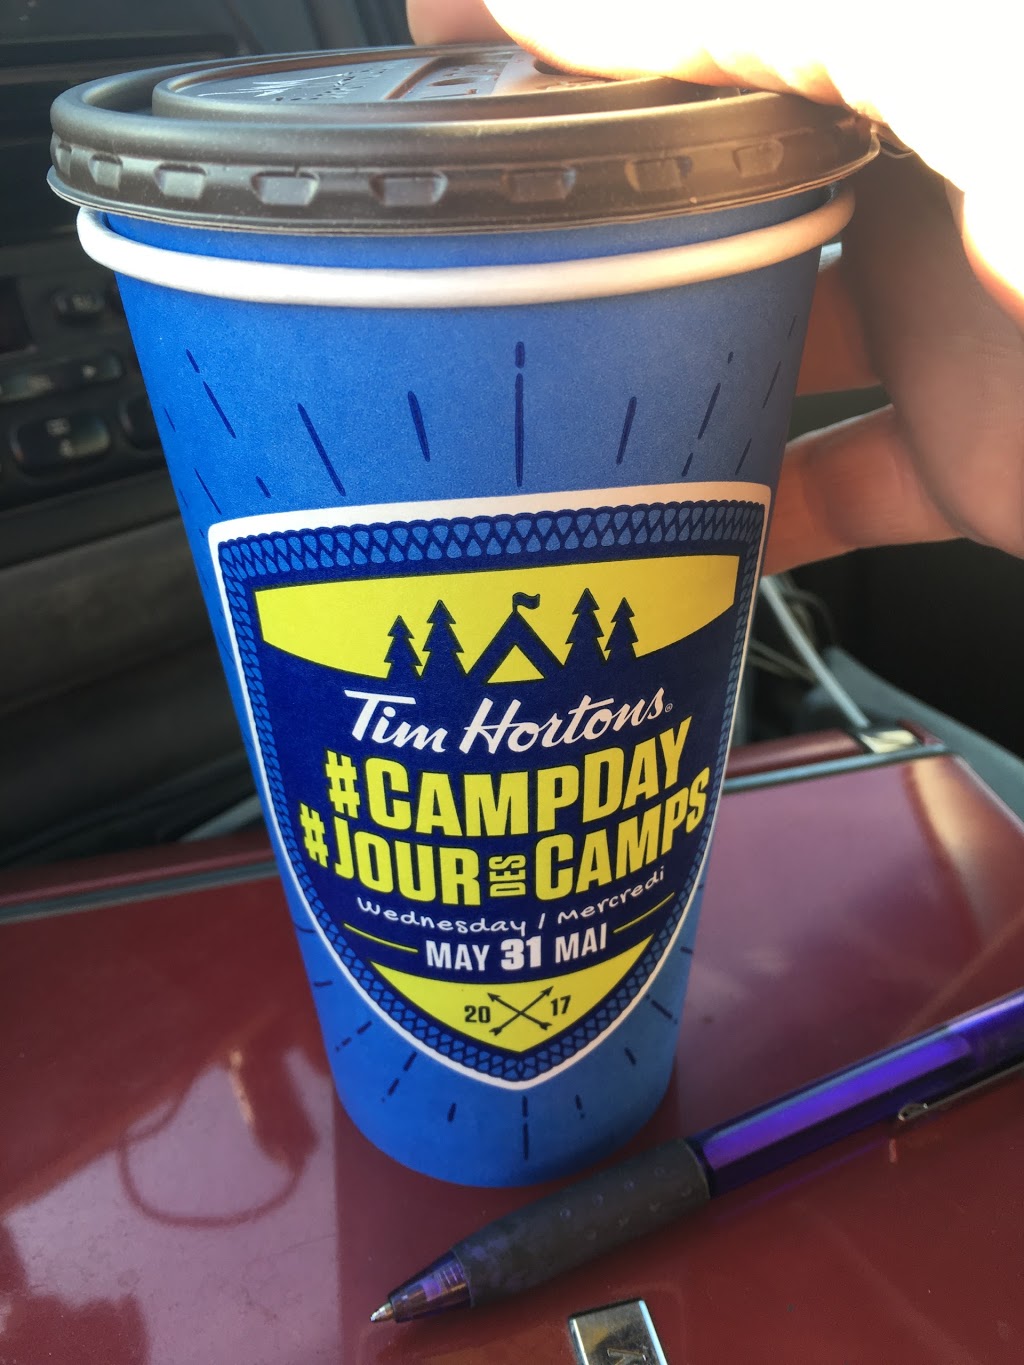 Tim Hortons®
#CAMPDAY
#JOUR DES CAMPS
Wednesday / Mercredi
MAY 31 MAI
20 17